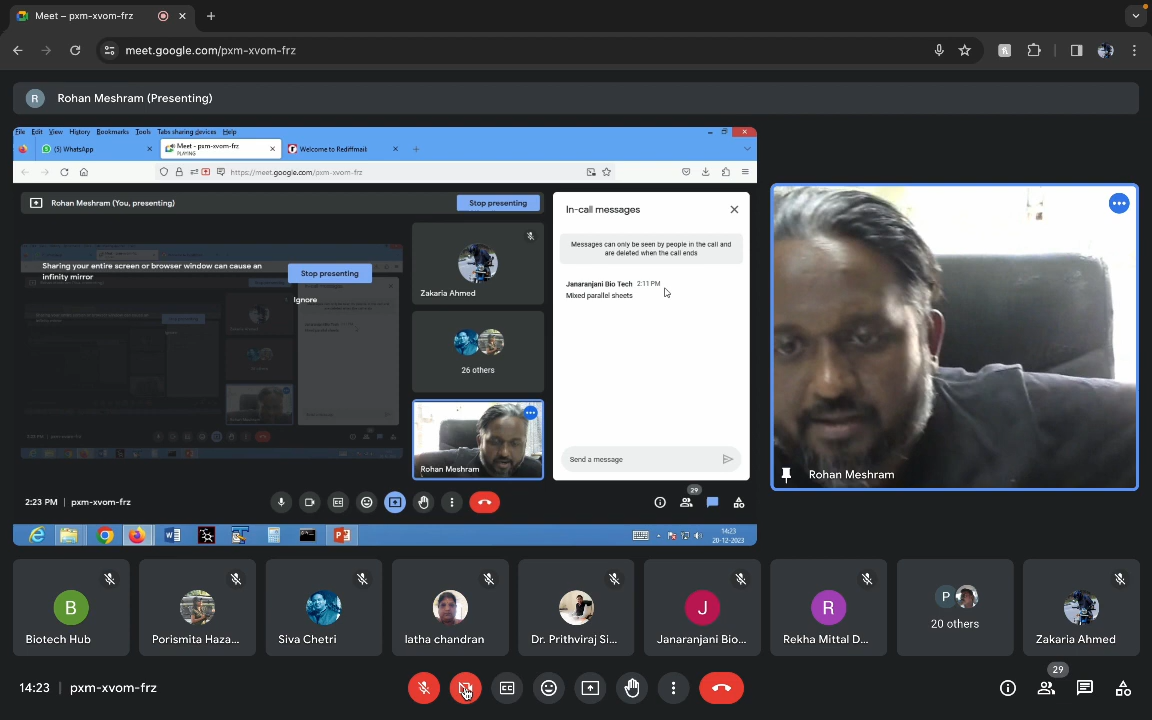 Meet – pxm-xvom-frz
meet.google.com/pxm-xvom-frz
R Rohan Meshram (Presenting)
File Edit View History Bookmarks Tools Tabs sharing devices Help
(5) WhatsApp
Meet - pxm-xvom-frz
PLAYING
Welcome to Rediffmail
https://meet.google.com/pxm-xvom-frz
Rohan Meshram (You, presenting)
Stop presenting
Sharing your entire screen or browser window can cause an
infinity mirror
Stop presenting
Ignore
Zakaria Ahmed
26 others
Rohan Meshram
In-call messages
Messages can only be seen by people in the call and
are deleted when the call ends
Janaranjani Bio Tech 2:11 PM
Mixed parallel sheets
Send a message
2:23 PM | pxm-xvom-frz
29
14:23
20-12-2023
Rohan Meshram
B
Biotech Hub
Porismita Haza...
Siva Chetri
latha chandran
Dr. Prithviraj Si...
J
Janaranjani Bio...
R
Rekha Mittal D...
P
20 others
Zakaria Ahmed
14:23 | pxm-xvom-frz
29